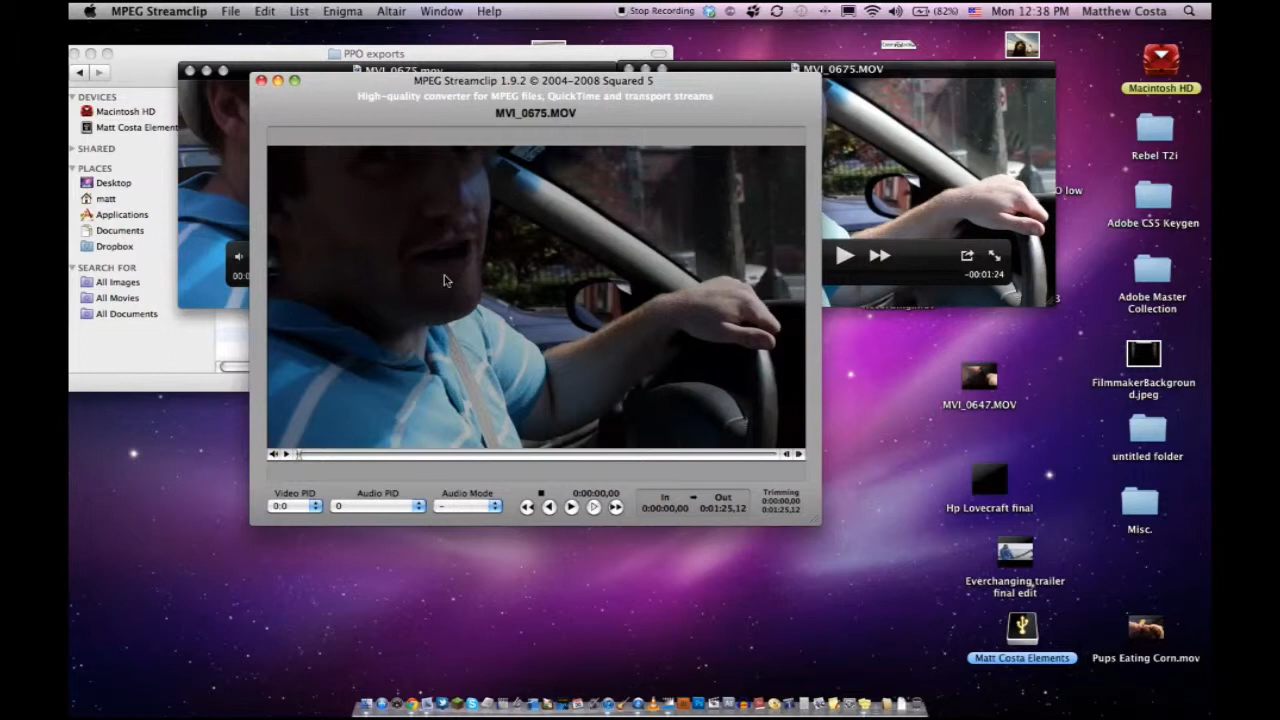 MPEG Streamclip File Edit List Enigma Altair Window Help Stop Recording (82%) Mon 12:38 PM Matthew Costa
PPO exports
MVI_0675.mov
MVI_0675.MOV
MPEG Streamclip 1.9.2 © 2004-2008 Squared 5
High-quality converter for MPEG files, QuickTime and transport streams
MVI_0675.MOV
DEVICES
Macintosh HD
Matt Costa Element
SHARED
PLACES
Desktop
matt
Applications
Documents
Dropbox
SEARCH FOR
All Images
All Movies
All Documents
00:0
-00:01:24
O low
3
Video PID
0:0
Audio PID
0
Audio Mode
-
0:00:00,00
In
0:00:00,00
Out
0:01:25,12
Trimming
0:00:00,00
0:01:25,12
Macintosh HD
Rebel T2i
Adobe CS5 Keygen
Adobe Master
Collection
FilmmakerBackgroun
d.jpeg
MVI_0647.MOV
untitled folder
Hp Lovecraft final
Misc.
Everchanging trailer
final edit
Matt Costa Elements
Pups Eating Corn.mov